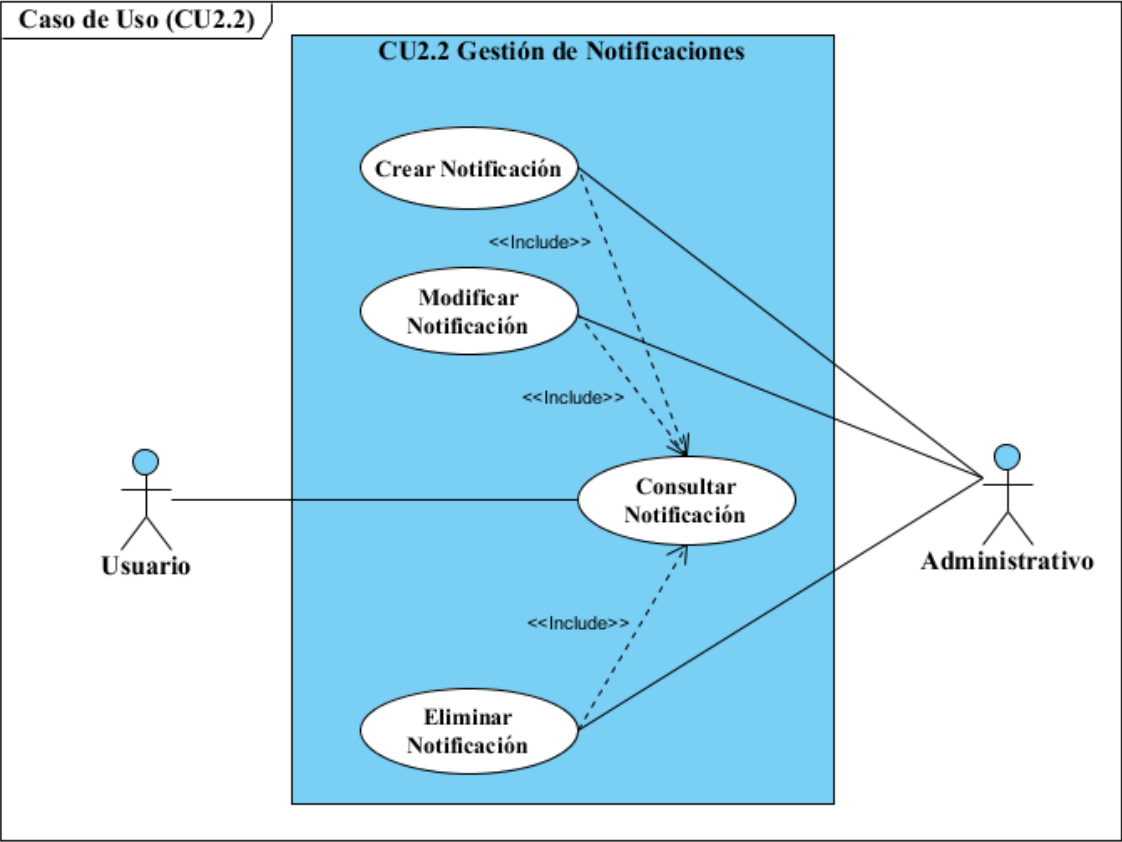 Caso de Uso (CU2.2)
CU2.2 Gestión de Notificaciones
Crear Notificación
<<Include>>
Modificar
Notificación
<<Include>>
Consultar
Notificación
Usuario
Administrativo
<<Include>>
Eliminar
Notificación